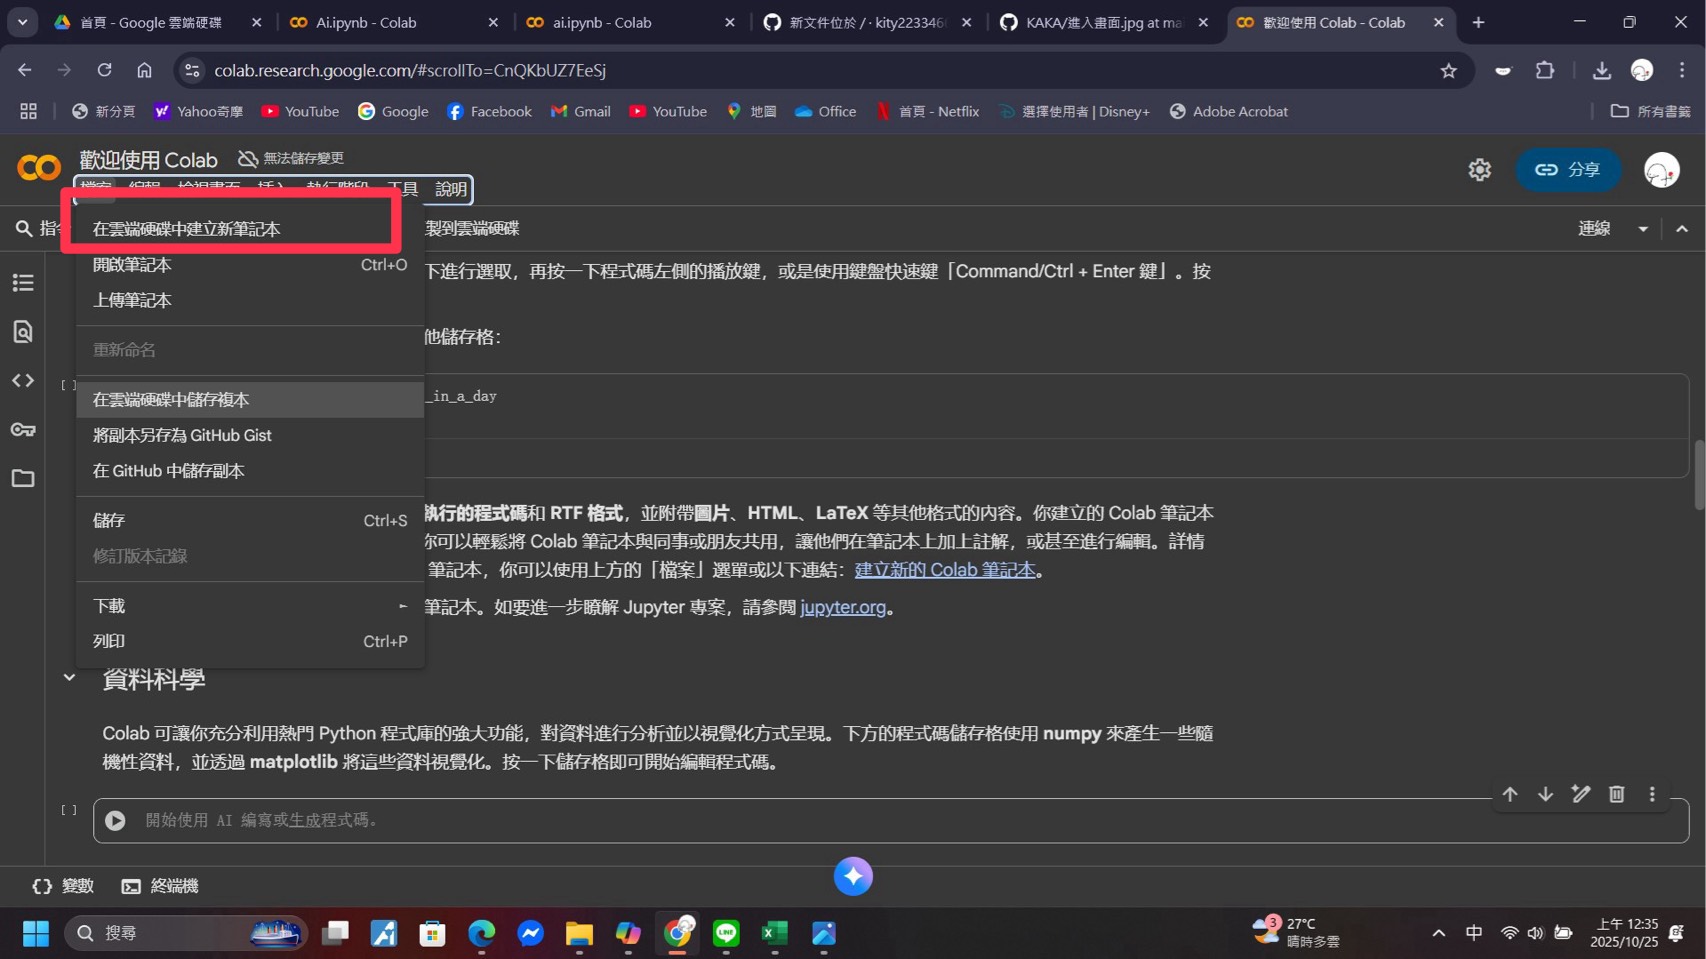 首頁 - Google 雲端硬碟
Ai.ipynb - Colab
ai.ipynb - Colab
新文件位於 / · kity2233460
KAKA/進入畫面.jpg at mai
歡迎使用 Colab - Colab
colab.research.google.com/#scrollTo=CnQKbUZ7EeSj
新分頁
Yahoo奇摩
YouTube
Google
Facebook
Gmail
YouTube
地圖
Office
首頁 - Netflix
選擇使用者 | Disney+
Adobe Acrobat
所有書籤
歡迎使用 Colab
無法儲存變更
分享
檔案 編輯 檢視畫面 插入 執行階段 工具 說明
指令
製到雲端硬碟
連線
在雲端硬碟中建立新筆記本
開啟筆記本 Ctrl+O
上傳筆記本
重新命名
在雲端硬碟中儲存複本
將副本另存為 GitHub Gist
在 GitHub 中儲存副本
儲存 Ctrl+S
修訂版本記錄
下載
列印 Ctrl+P
下進行選取，再按一下程式碼左側的播放鍵，或是使用鍵盤快速鍵「Command/Ctrl + Enter 鍵」。按
他儲存格：
[ ]
_in_a_day
執行的程式碼和 RTF 格式，並附帶圖片、HTML、LaTeX 等其他格式的內容。你建立的 Colab 筆記本
你可以輕鬆將 Colab 筆記本與同事或朋友共用，讓他們在筆記本上加上註解，或甚至進行編輯。詳情
筆記本，你可以使用上方的「檔案」選單或以下連結：建立新的 Colab 筆記本。
筆記本。如要進一步瞭解 Jupyter 專案，請參閱 jupyter.org。
資料科學
Colab 可讓你充分利用熱門 Python 程式庫的強大功能，對資料進行分析並以視覺化方式呈現。下方的程式碼儲存格使用 numpy 來產生一些隨
機性資料，並透過 matplotlib 將這些資料視覺化。按一下儲存格即可開始編輯程式碼。
[ ]
開始使用 AI 編寫或生成程式碼。
變數
終端機
搜尋
3
27°C
晴時多雲
中
上午 12:35
2025/10/25